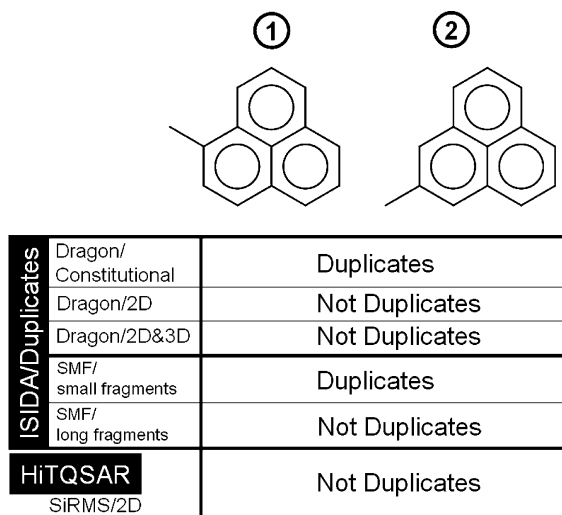 1 2
ISIDA/Duplicates
Dragon/
Constitutional
Duplicates
Dragon/2D
Not Duplicates
Dragon/2D&3D
Not Duplicates
SMF/
small fragments
Duplicates
SMF/
long fragments
Not Duplicates
HiTQSAR
SiRMS/2D
Not Duplicates